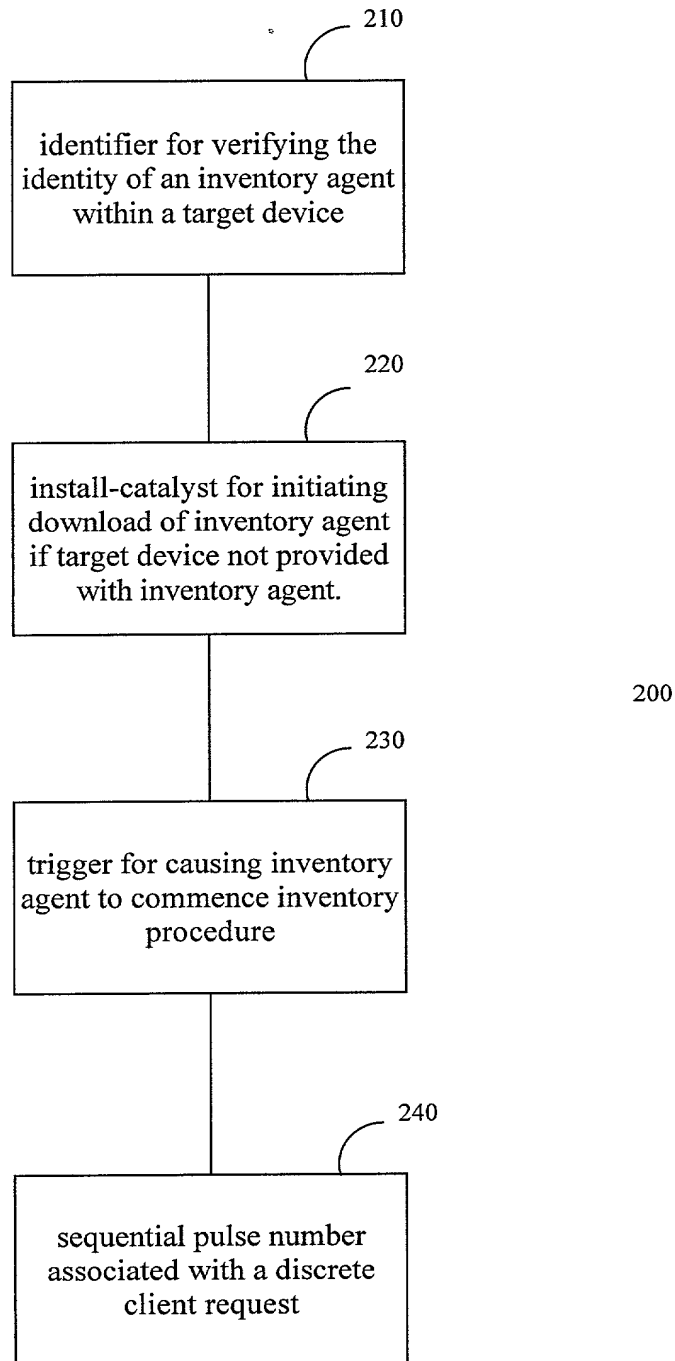 210
identifier for verifying the
identity of an inventory agent
within a target device
220
install-catalyst for initiating
download of inventory agent
if target device not provided
with inventory agent.
200
230
trigger for causing inventory
agent to commence inventory
procedure
240
sequential pulse number
associated with a discrete
client request